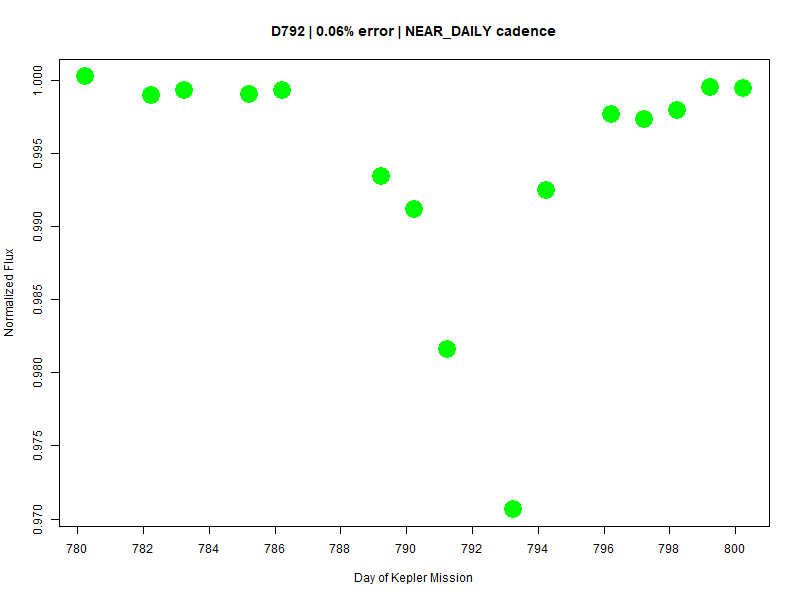 D792 | 0.06% error | NEAR_DAILY cadence
Normalized Flux
1.000
0.995
0.990
0.985
0.980
0.975
0.970
780 782 784 786 788 790 792 794 796 798 800
Day of Kepler Mission